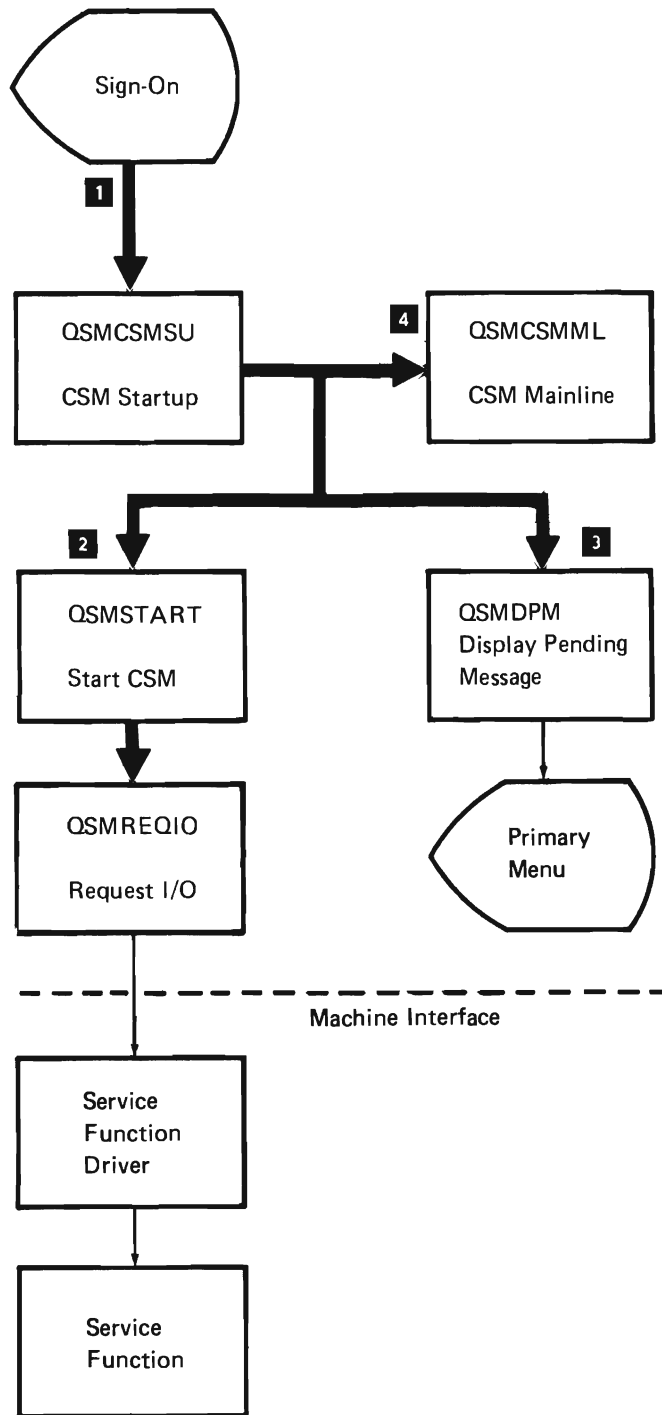 Sign-On
1
QSMCSMSU
CSM Startup
4
QSMCSMML
CSM Mainline
2
QSMSTART
Start CSM
3
QSMDPM
Display Pending
Message
QSMREQIO
Request I/O
Primary
Menu
Machine Interface
Service
Function
Driver
Service
Function